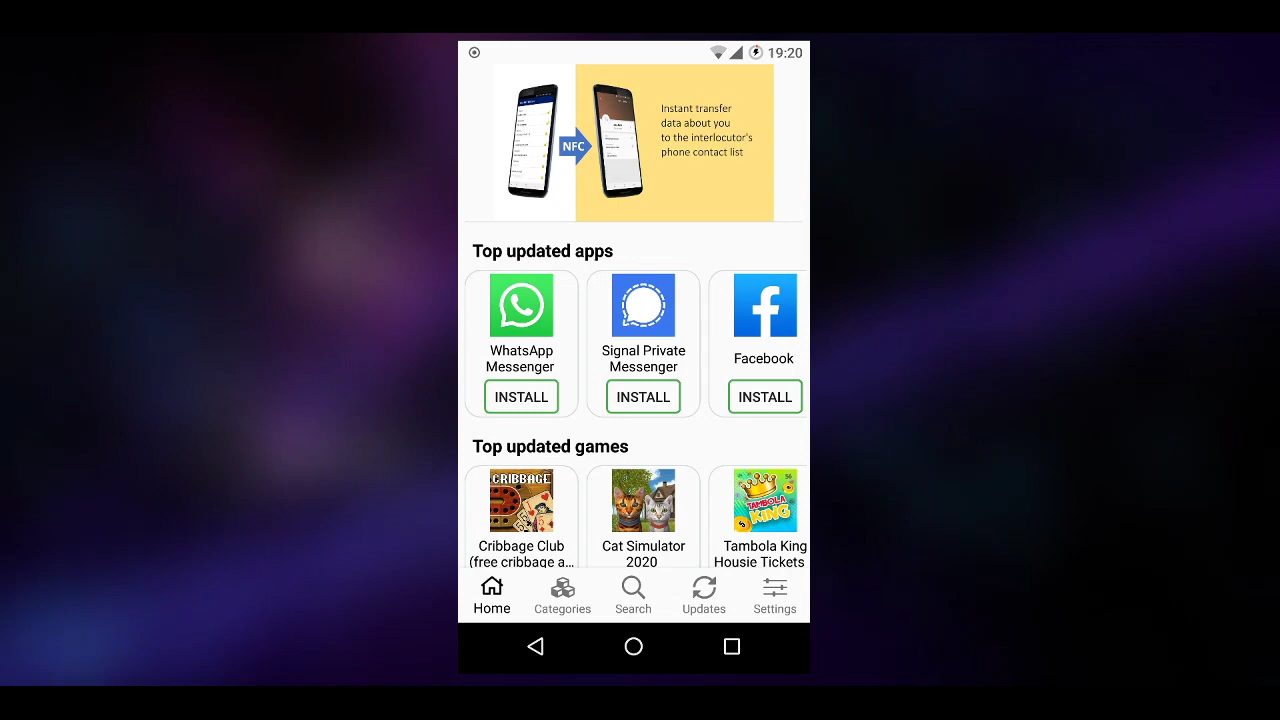 19:20
NFC
Instant transfer
data about you
to the interlocutor's
phone contact list
Top updated apps
WhatsApp
Messenger
INSTALL
Signal Private
Messenger
INSTALL
Facebook
INSTALL
Top updated games
CRIBBAGE
Cribbage Club
(free cribbage a...
Cat Simulator
2020
TAMBOLA
KING
Tambola King
Housie Tickets
Home
Categories
Search
Updates
Settings